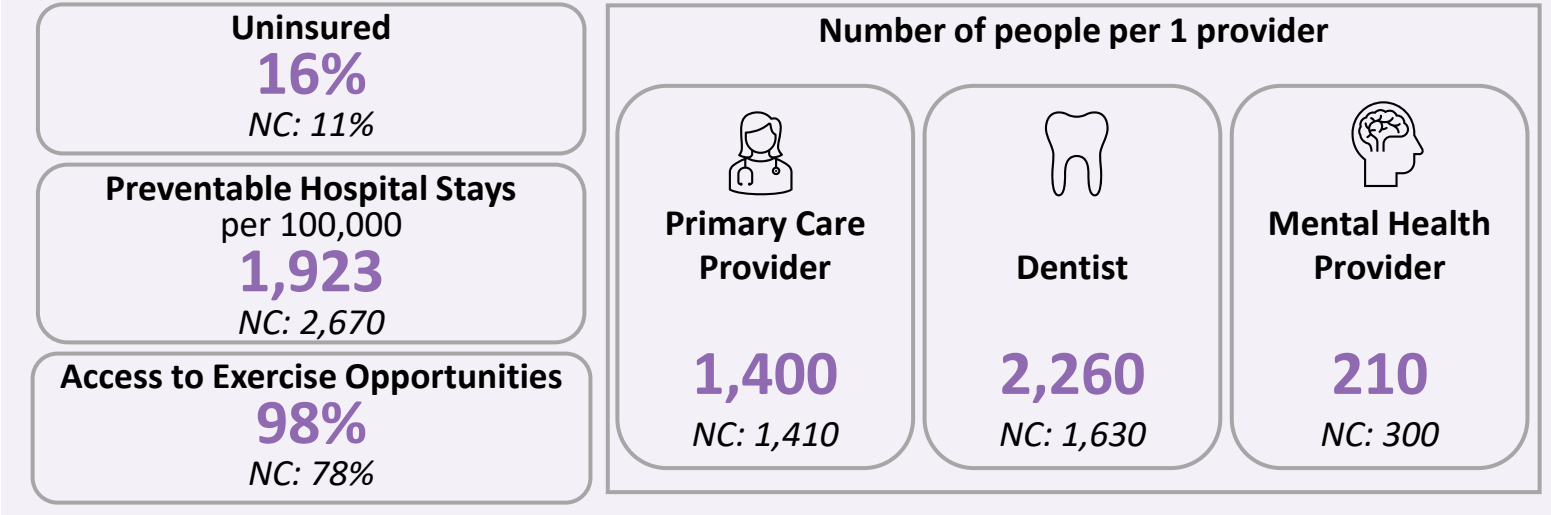 Uninsured
16%
NC: 11%
Preventable Hospital Stays
per 100,000
1,923
NC: 2,670
Access to Exercise Opportunities
98%
NC: 78%
Number of people per 1 provider
Primary Care
Provider
1,400
NC: 1,410
Dentist
2,260
NC: 1,630
Mental Health
Provider
210
NC: 300